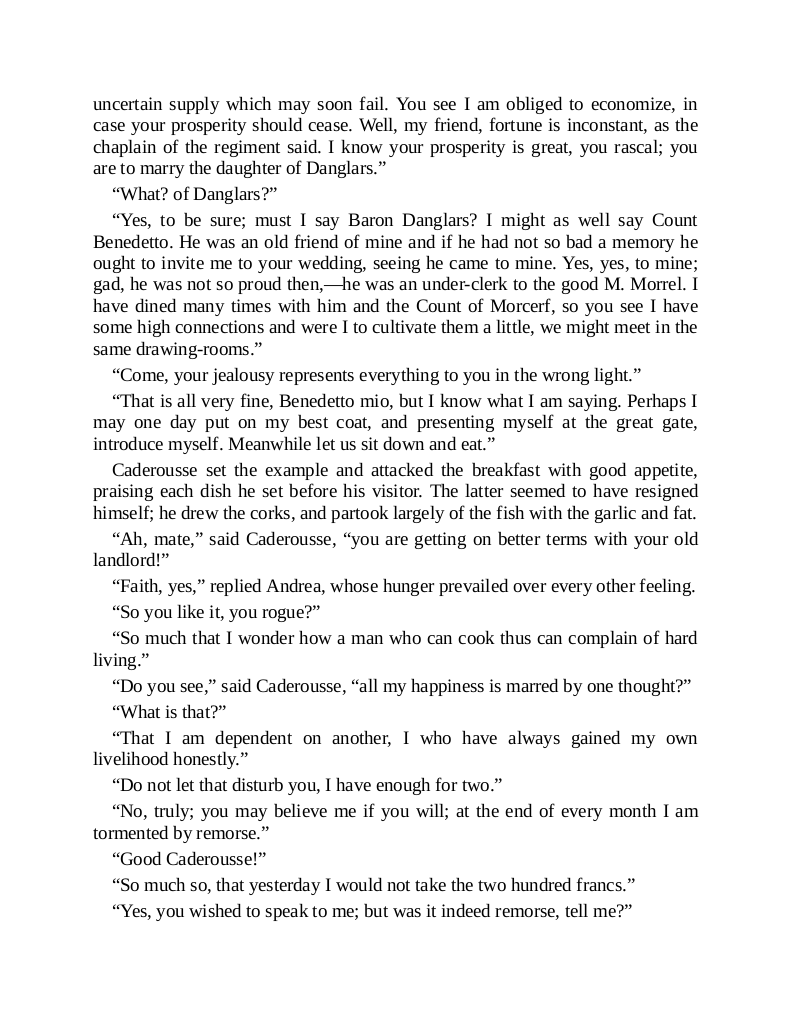 uncertain supply which may soon fail. You see I am obliged to economize, in
case your prosperity should cease. Well, my friend, fortune is inconstant, as the
chaplain of the regiment said. I know your prosperity is great, you rascal; you
are to marry the daughter of Danglars.”
“What? of Danglars?”
“Yes, to be sure; must I say Baron Danglars? I might as well say Count
Benedetto. He was an old friend of mine and if he had not so bad a memory he
ought to invite me to your wedding, seeing he came to mine. Yes, yes, to mine;
gad, he was not so proud then,—he was an under-clerk to the good M. Morrel. I
have dined many times with him and the Count of Morcerf, so you see I have
some high connections and were I to cultivate them a little, we might meet in the
same drawing-rooms.”
“Come, your jealousy represents everything to you in the wrong light.”
“That is all very fine, Benedetto mio, but I know what I am saying. Perhaps I
may one day put on my best coat, and presenting myself at the great gate,
introduce myself. Meanwhile let us sit down and eat.”
Caderousse set the example and attacked the breakfast with good appetite,
praising each dish he set before his visitor. The latter seemed to have resigned
himself; he drew the corks, and partook largely of the fish with the garlic and fat.
“Ah, mate,” said Caderousse, “you are getting on better terms with your old
landlord!”
“Faith, yes,” replied Andrea, whose hunger prevailed over every other feeling.
“So you like it, you rogue?”
“So much that I wonder how a man who can cook thus can complain of hard
living.”
“Do you see,” said Caderousse, “all my happiness is marred by one thought?”
“What is that?”
“That I am dependent on another, I who have always gained my own
livelihood honestly.”
“Do not let that disturb you, I have enough for two.”
“No, truly; you may believe me if you will; at the end of every month I am
tormented by remorse.”
“Good Caderousse!”
“So much so, that yesterday I would not take the two hundred francs.”
“Yes, you wished to speak to me; but was it indeed remorse, tell me?”